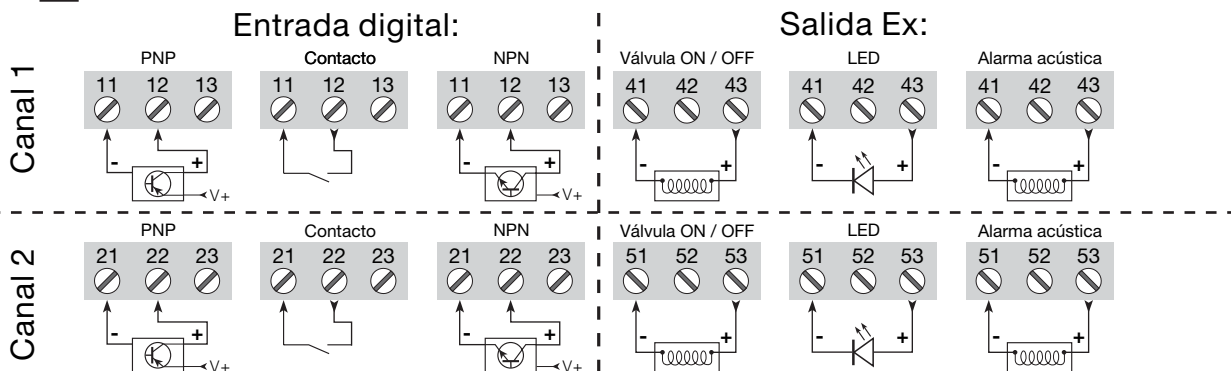 Entrada digital: Salida Ex:
Canal 1
PNP Contacto NPN Válvula ON / OFF LED Alarma acústica
11 12 13 11 12 13 11 12 13 41 42 43 41 42 43 41 42 43
- + - + - + - + - +
V+ V+
Canal 2
PNP Contacto NPN Válvula ON / OFF LED Alarma acústica
21 22 23 21 22 23 21 22 23 51 52 53 51 52 53 51 52 53
- + - + - + - + - +
V+ V+